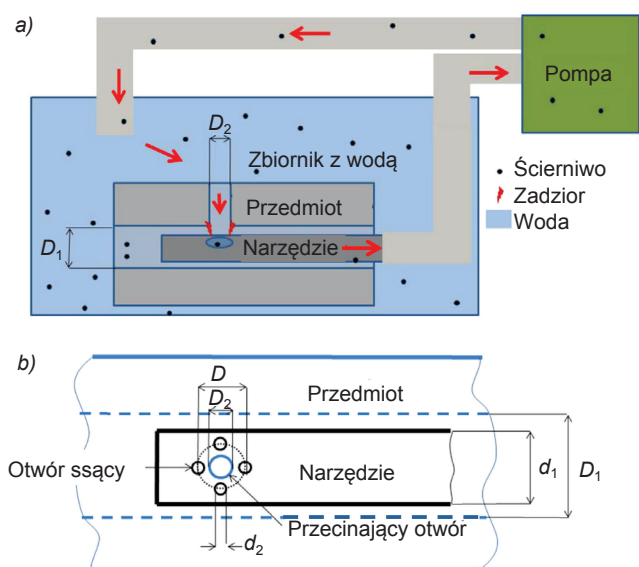 a)
Pompa
D2
Zbiornik z wodą
Ścierniwo
Zadzior
Woda
Przedmiot
D1
Narzędzie
b)
D
D2
Przedmiot
Otwór ssący
Narzędzie
d1
D1
Przecinający otwór
d2